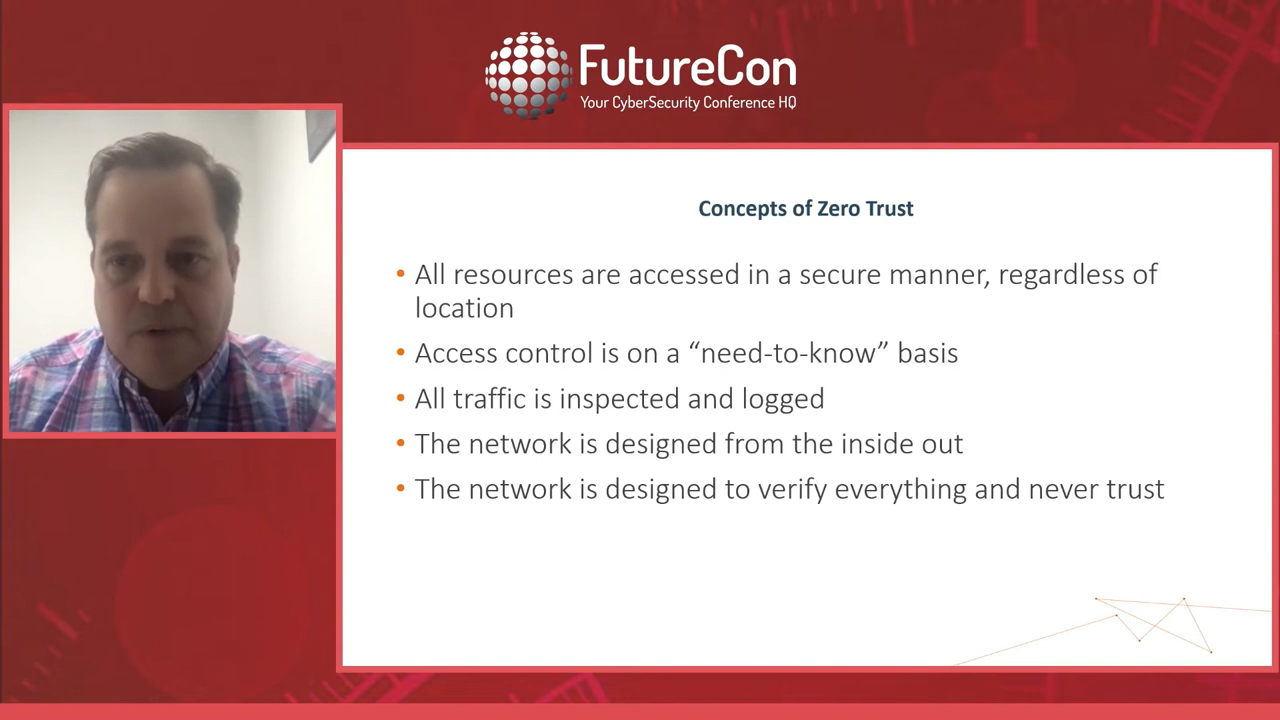 FutureCon
Your CyberSecurity Conference HQ
Concepts of Zero Trust
• All resources are accessed in a secure manner, regardless of
location
• Access control is on a “need-to-know” basis
• All traffic is inspected and logged
• The network is designed from the inside out
• The network is designed to verify everything and never trust